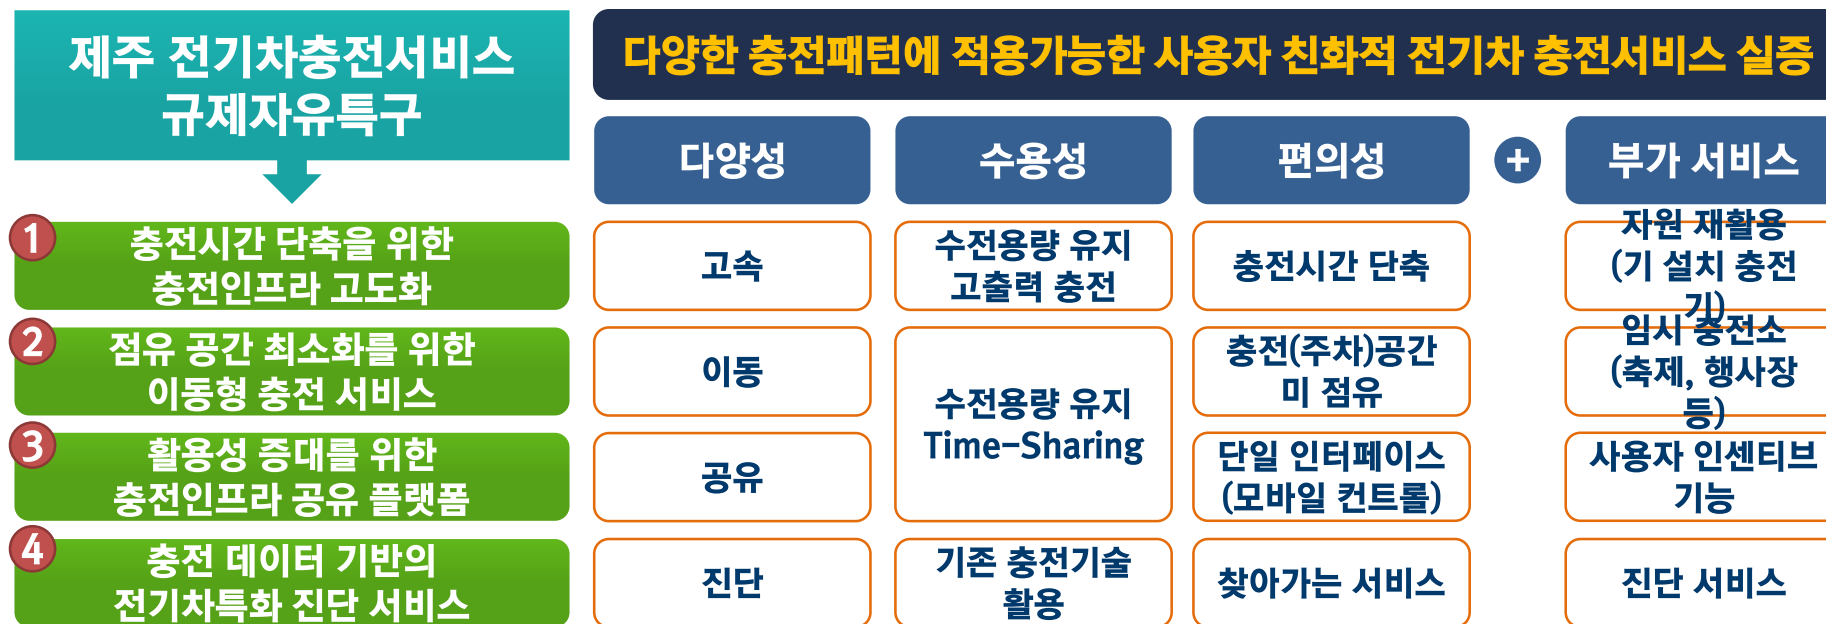 제주 전기차충전서비스
규제자유특구
다양한 충전패턴에 적용가능한 사용자 친화적 전기차 충전서비스 실증
다양성
수용성
편의성
+
부가 서비스
1
충전시간 단축을 위한
충전인프라 고도화
고속
수전용량 유지
고출력 충전
충전시간 단축
자원 재활용
(기 설치 충전
기)
2
점유 공간 최소화를 위한
이동형 충전 서비스
이동
수전용량 유지
Time-Sharing
충전(주차)공간
미 점유
임시 충전소
(축제, 행사장
등)
3
활용성 증대를 위한
충전인프라 공유 플랫폼
공유
단일 인터페이스
(모바일 컨트롤)
사용자 인센티브
기능
4
충전 데이터 기반의
전기차특화 진단 서비스
진단
기존 충전기술
활용
찾아가는 서비스
진단 서비스